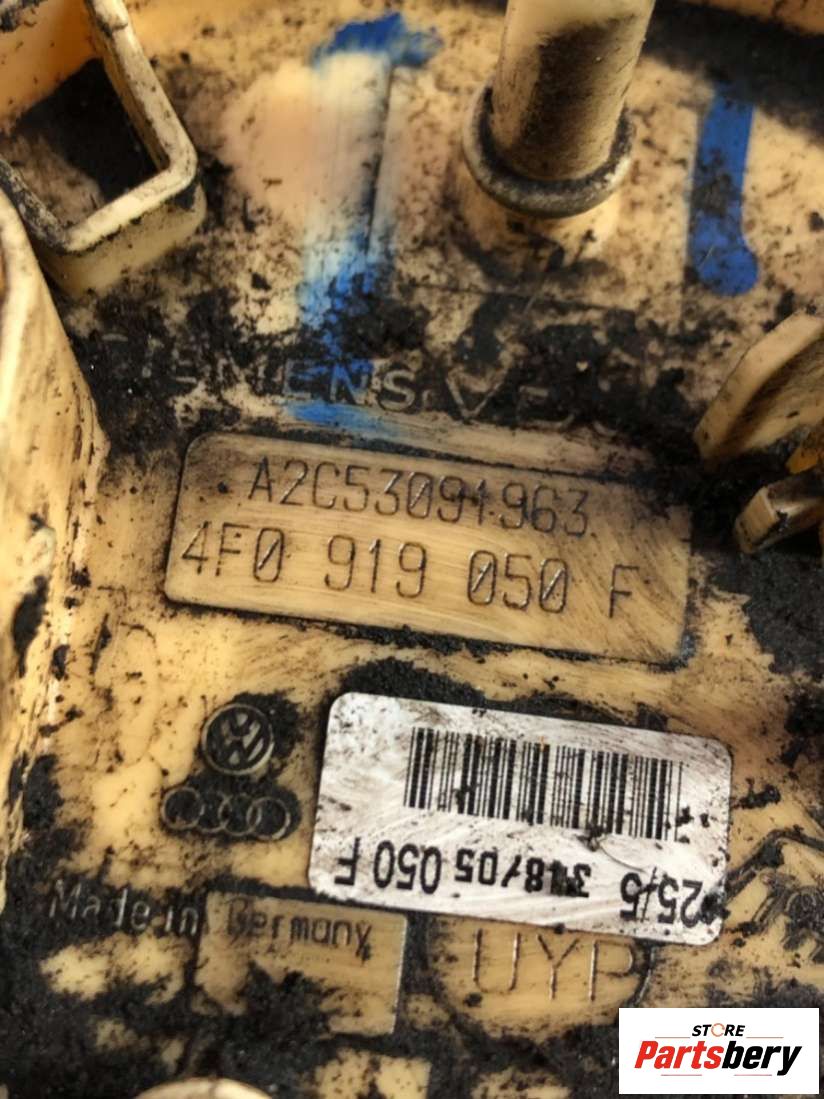 SIEMENS VDO
A2C53091963
4F0 919 050 F
25/5 318/05 050 F
Made in Germany
UYP
STORE
Partsbery